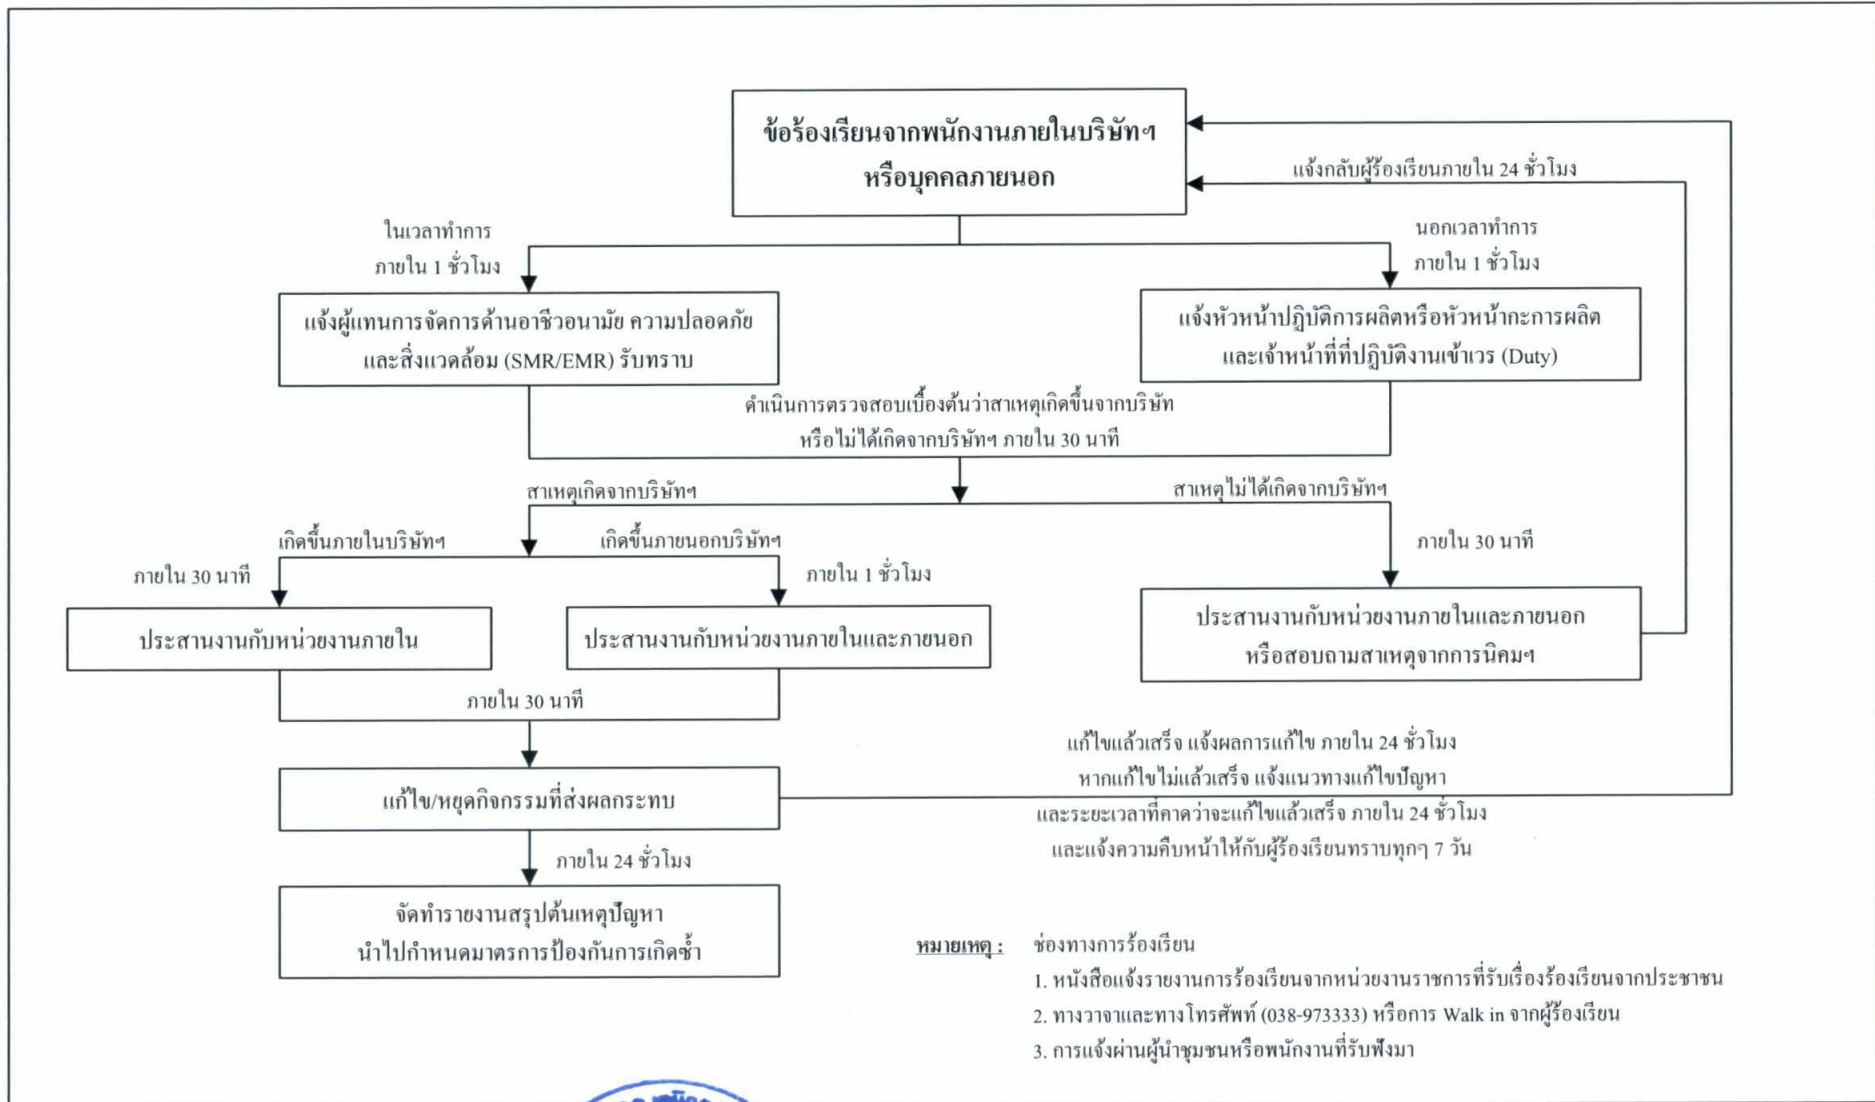 ข้อร้องเรียนจากพนักงานภายในบริษัทฯ
หรือบุคคลภายนอก
แจ้งกลับผู้ร้องเรียนภายใน 24 ชั่วโมง
ในเวลาทำการ
ภายใน 1 ชั่วโมง
นอกเวลาทำการ
ภายใน 1 ชั่วโมง
แจ้งผู้แทนการจัดการด้านอาชีวอนามัย ความปลอดภัย
และสิ่งแวดล้อม (SMR/EMR) รับทราบ
แจ้งหัวหน้าปฏิบัติการผลิตหรือหัวหน้ากะการผลิต
และเจ้าหน้าที่ที่ปฏิบัติงานเข้าเวร (Duty)
ดำเนินการตรวจสอบเบื้องต้นว่าสาเหตุเกิดขึ้นจากบริษัท
หรือไม่ได้เกิดจากบริษัทฯ ภายใน 30 นาที
สาเหตุเกิดจากบริษัทฯ
สาเหตุไม่ได้เกิดจากบริษัทฯ
เกิดขึ้นภายในบริษัทฯ
เกิดขึ้นภายนอกบริษัทฯ
ภายใน 30 นาที
ภายใน 30 นาที
ภายใน 1 ชั่วโมง
ประสานงานกับหน่วยงานภายใน
ประสานงานกับหน่วยงานภายในและภายนอก
ประสานงานกับหน่วยงานภายในและภายนอก
หรือสอบถามสาเหตุจากการนิคมฯ
ภายใน 30 นาที
แก้ไข/หยุดกิจกรรมที่ส่งผลกระทบ
แก้ไขแล้วเสร็จ แจ้งผลการแก้ไข ภายใน 24 ชั่วโมง
หากแก้ไขไม่แล้วเสร็จ แจ้งแนวทางแก้ไขปัญหา
และระยะเวลาที่คาดว่าจะแก้ไขแล้วเสร็จ ภายใน 24 ชั่วโมง
และแจ้งความคืบหน้าให้กับผู้ร้องเรียนทราบทุกๆ 7 วัน
ภายใน 24 ชั่วโมง
จัดทำรายงานสรุปต้นเหตุปัญหา
นำไปกำหนดมาตรการป้องกันการเกิดซ้ำ
หมายเหตุ : ช่องทางการร้องเรียน
1. หนังสือแจ้งรายงานการร้องเรียนจากหน่วยงานราชการที่รับเรื่องร้องเรียนจากประชาชน
2. ทางวาจาและทางโทรศัพท์ (038-973333) หรือการ Walk in จากผู้ร้องเรียน
3. การแจ้งผ่านผู้นำชุมชนหรือพนักงานที่รับฟังมา